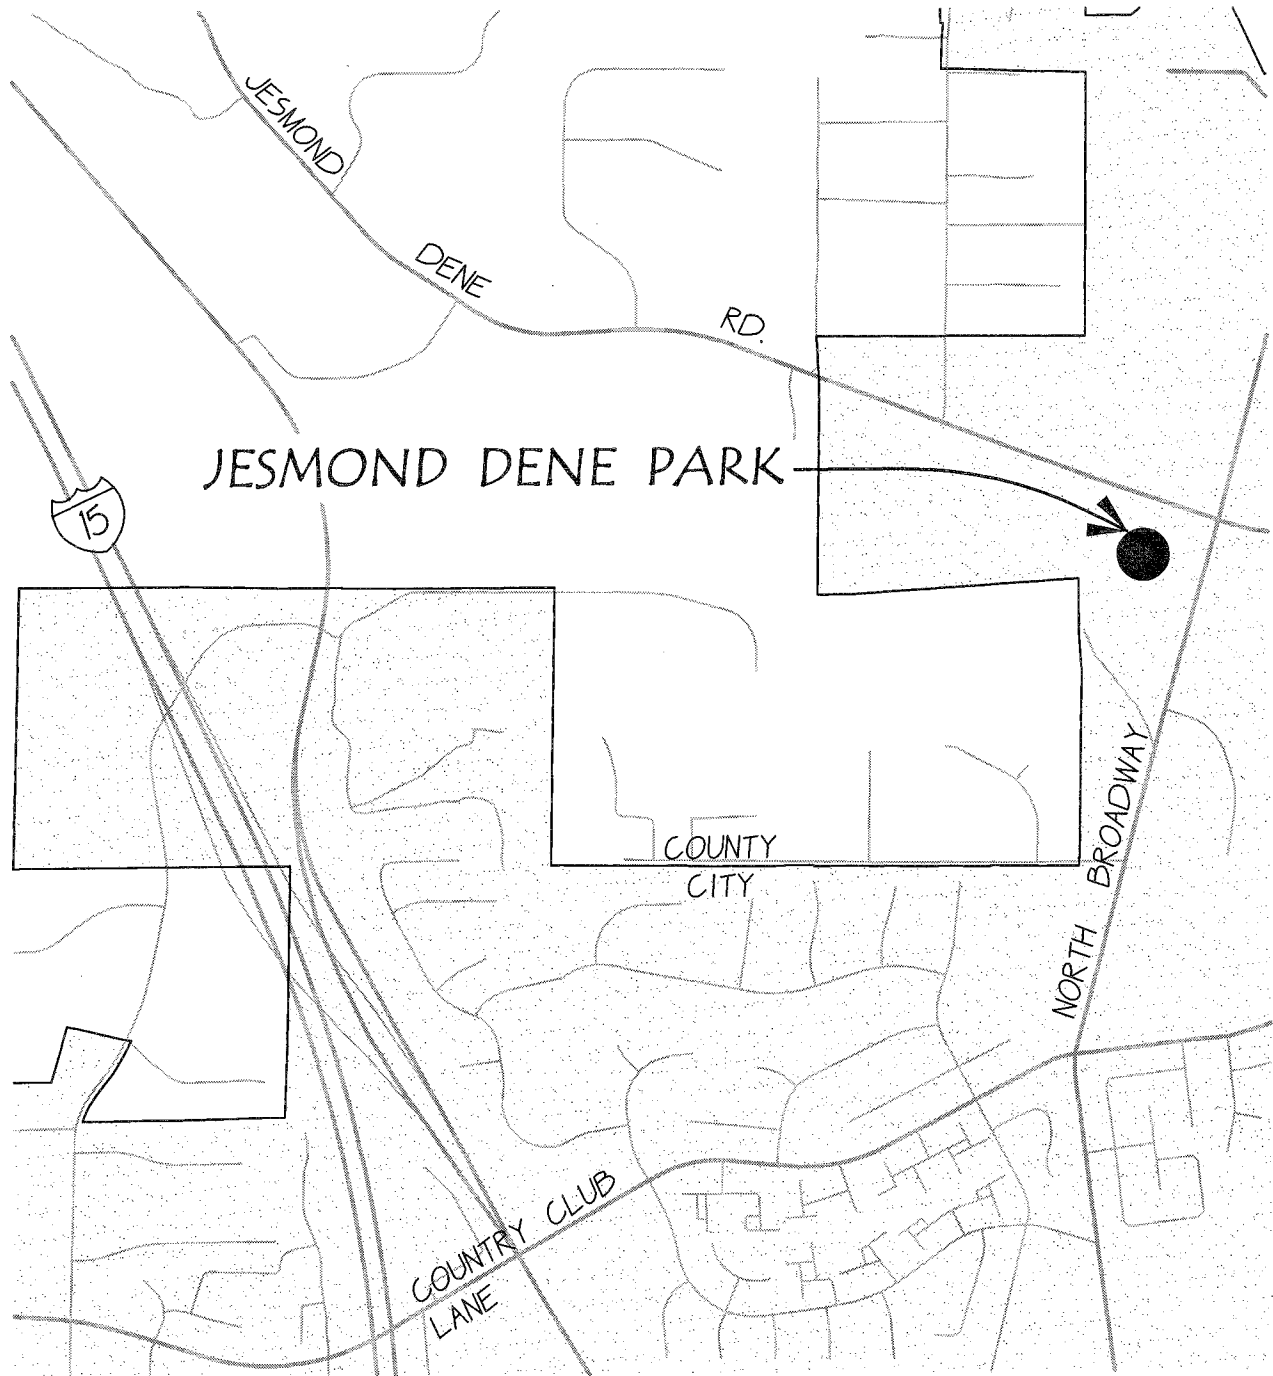 JESMOND
DENE
RD.
JESMOND DENE PARK
15
COUNTY
CITY
NORTH BROADWAY
COUNTRY CLUB
LANE